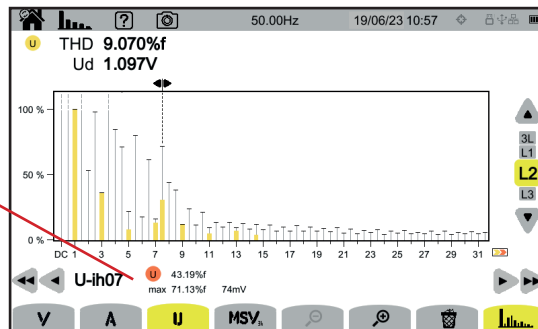 50.00Hz 19/06/23 10:57
U THD 9.070%f
Ud 1.097V
100 %
50 %
0 %
DC 1 3 5 7 9 11 13 15 17 19 21 23 25 27 29 31
3L
L1
L2
L3
U-ih07 U 43.19%f
max 71.13%f 74mV
V A U MSV